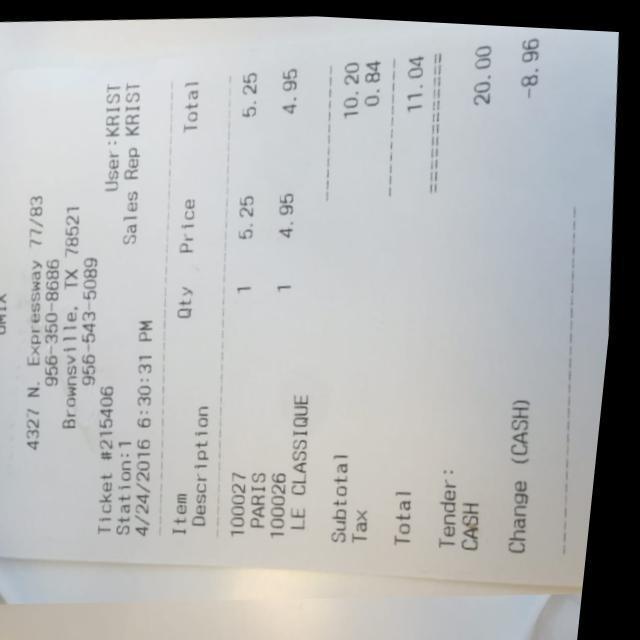 4327 N. Expressway 77/83
956-350-8686
Brownsville, TX 78521
956-543-5089
Ticket #215406 User:KRIST
Station:1 Sales Rep KRIST
4/24/2016 6:30:31 PM
Item Qty Price Total
Description
100027 1 5.25 5.25
PARIS
100026 1 4.95 4.95
LE CLASSIQUE
Subtotal 10.20
Tax 0.84
Total 11.04
Tender:
CASH 20.00
Change (CASH) -8.96